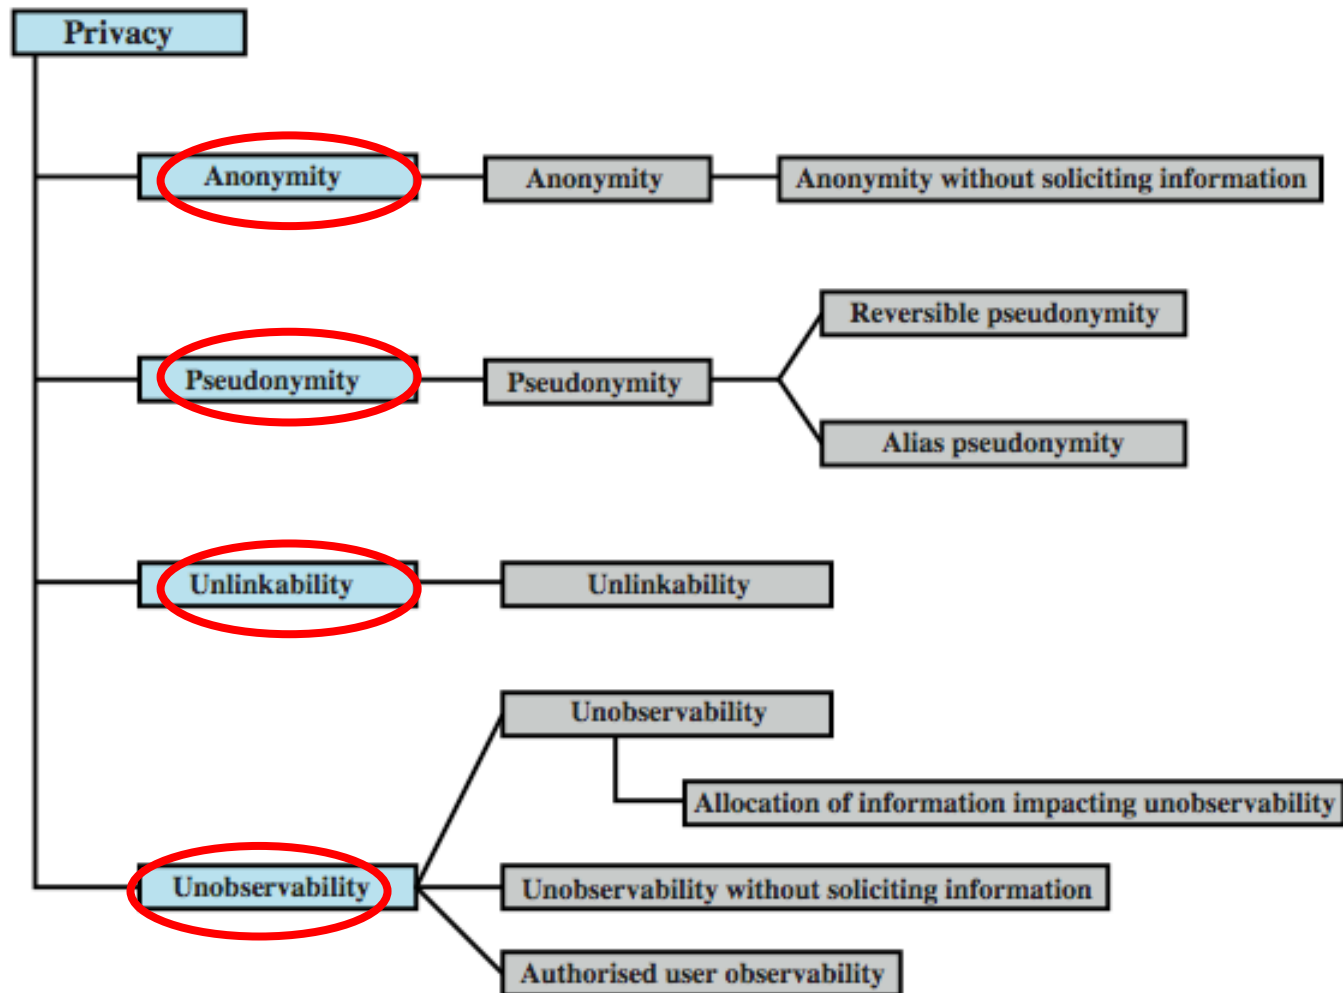 Privacy
Anonymity
Anonymity
Anonymity without soliciting information
Reversible pseudonymity
Pseudonymity
Pseudonymity
Alias pseudonymity
Unlinkability
Unlinkability
Unobservability
Allocation of information impacting unobservability
Unobservability
Unobservability without soliciting information
Authorised user observability